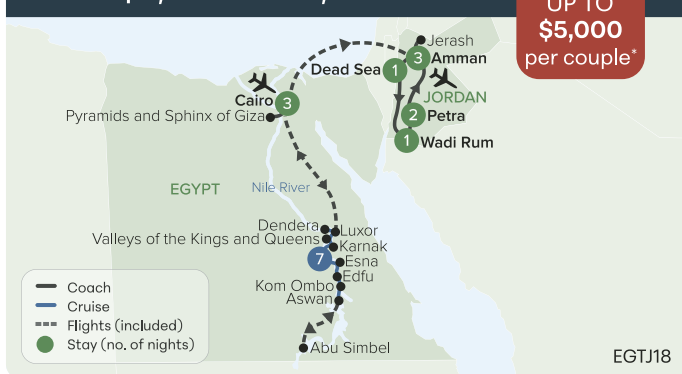 UP TO
$5,000
per couple*
Jerash
3
Amman
Dead Sea
1
Cairo
3
JORDAN
Pyramids and Sphinx of Giza
2
Petra
1
Wadi Rum
EGYPT
Nile River
Dendera
Luxor
Valleys of the Kings and Queens
Karnak
7
Esna
Edfu
Kom Ombo
Aswan
Coach
Cruise
Flights (included)
Stay (no. of nights)
Abu Simbel
EGTJ18